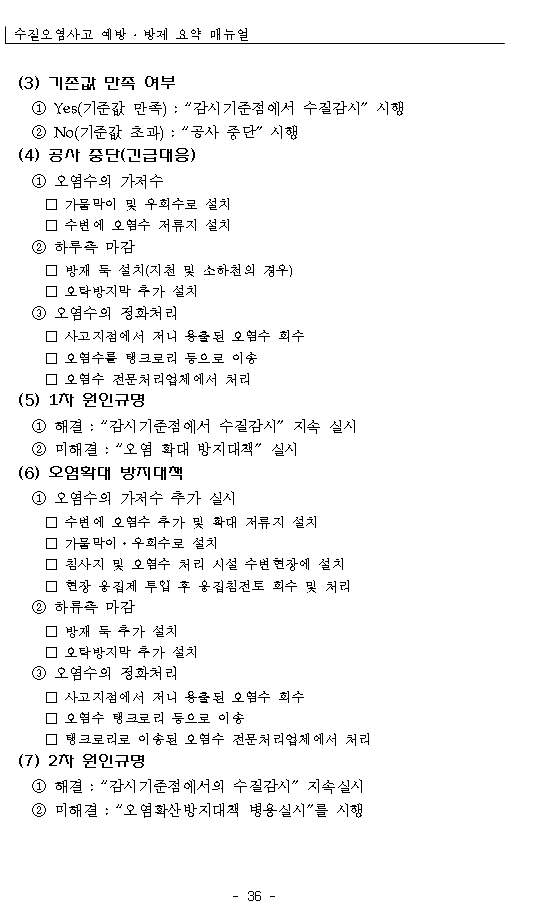 수질오염사고 예방·방제 요약 매뉴얼
(3) 기준값 만족 여부
① Yes(기준값 만족) : “감시기준점에서 수질감시” 시행
② No(기준값 초과) : “공사 중단” 시행
(4) 공사 중단(긴급대응)
① 오염수의 가저수
□ 가물막이 및 우회수로 설치
□ 수변에 오염수 저류지 설치
② 하루측 마감
□ 방재 둑 설치(지천 및 소하천의 경우)
□ 오탁방지막 추가 설치
③ 오염수의 정화처리
□ 사고지점에서 저니 용출된 오염수 회수
□ 오염수를 탱크로리 등으로 이송
□ 오염수 전문처리업체에서 처리
(5) 1차 원인규명
① 해결 : “감시기준점에서 수질감시” 지속 실시
② 미해결 : “오염 확대 방지대책” 실시
(6) 오염확대 방지대책
① 오염수의 가저수 추가 실시
□ 수변에 오염수 추가 및 확대 저류지 설치
□ 가물막이·우회수로 설치
□ 침사지 및 오염수 처리 시설 수변현장에 설치
□ 현장 응집제 투입 후 응집침전토 회수 및 처리
② 하류측 마감
□ 방재 둑 추가 설치
□ 오탁방지막 추가 설치
③ 오염수의 정화처리
□ 사고지점에서 저니 용출된 오염수 회수
□ 오염수 탱크로리 등으로 이송
□ 탱크로리로 이송된 오염수 전문처리업체에서 처리
(7) 2차 원인규명
① 해결 : “감시기준점에서의 수질감시” 지속실시
② 미해결 : “오염확산방지대책 병용실시”를 시행
- 36 -